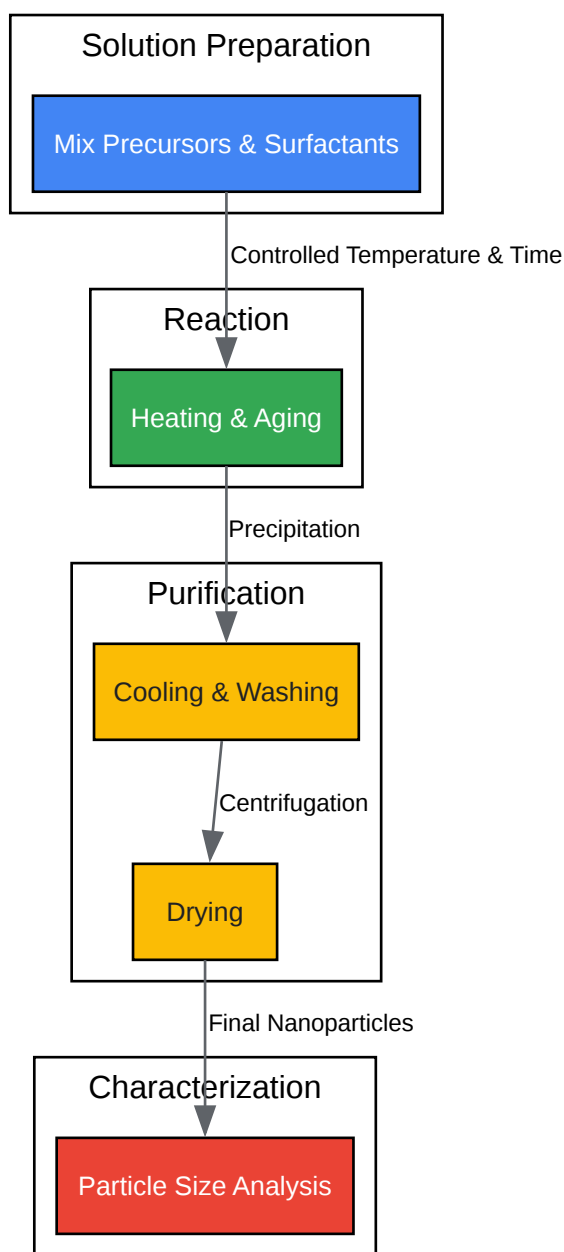 Solution Preparation
Mix Precursors & Surfactants
Controlled Temperature & Time
Reaction
Heating & Aging
Precipitation
Purification
Cooling & Washing
Centrifugation
Drying
Final Nanoparticles
Characterization
Particle Size Analysis